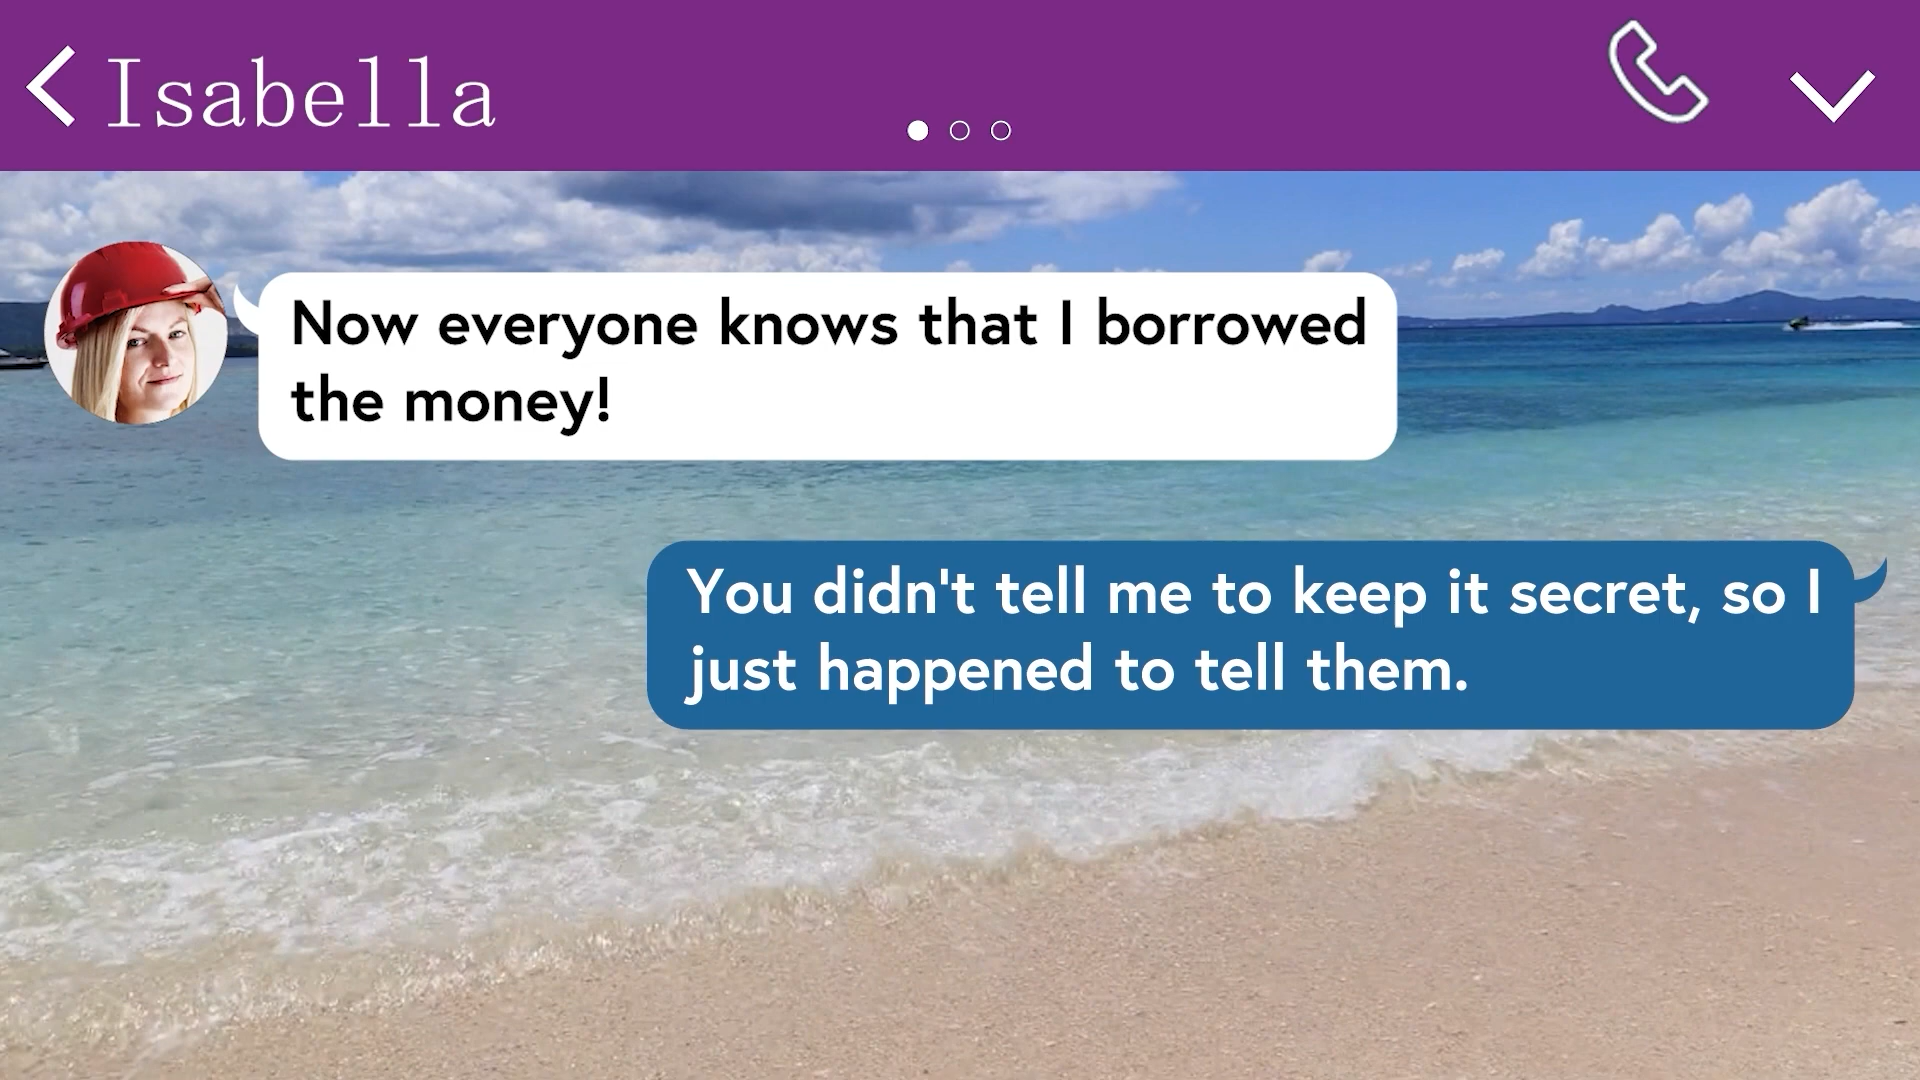 Isabella
Now everyone knows that I borrowed
the money!
You didn't tell me to keep it secret, so I
just happened to tell them.